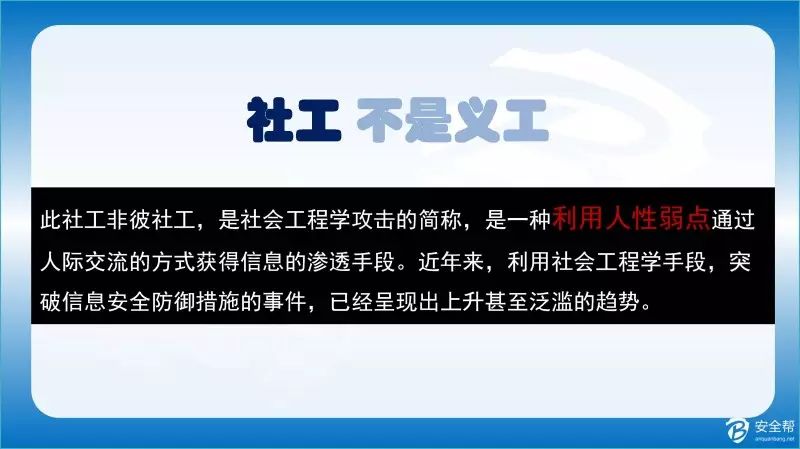 社工 不是义工
此社工非彼社工，是社会工程学攻击的简称，是一种利用人性弱点通过
人际交流的方式获得信息的渗透手段。近年来，利用社会工程学手段，突
破信息安全防御措施的事件，已经呈现出上升甚至泛滥的趋势。
安全帮
anquanbang.net